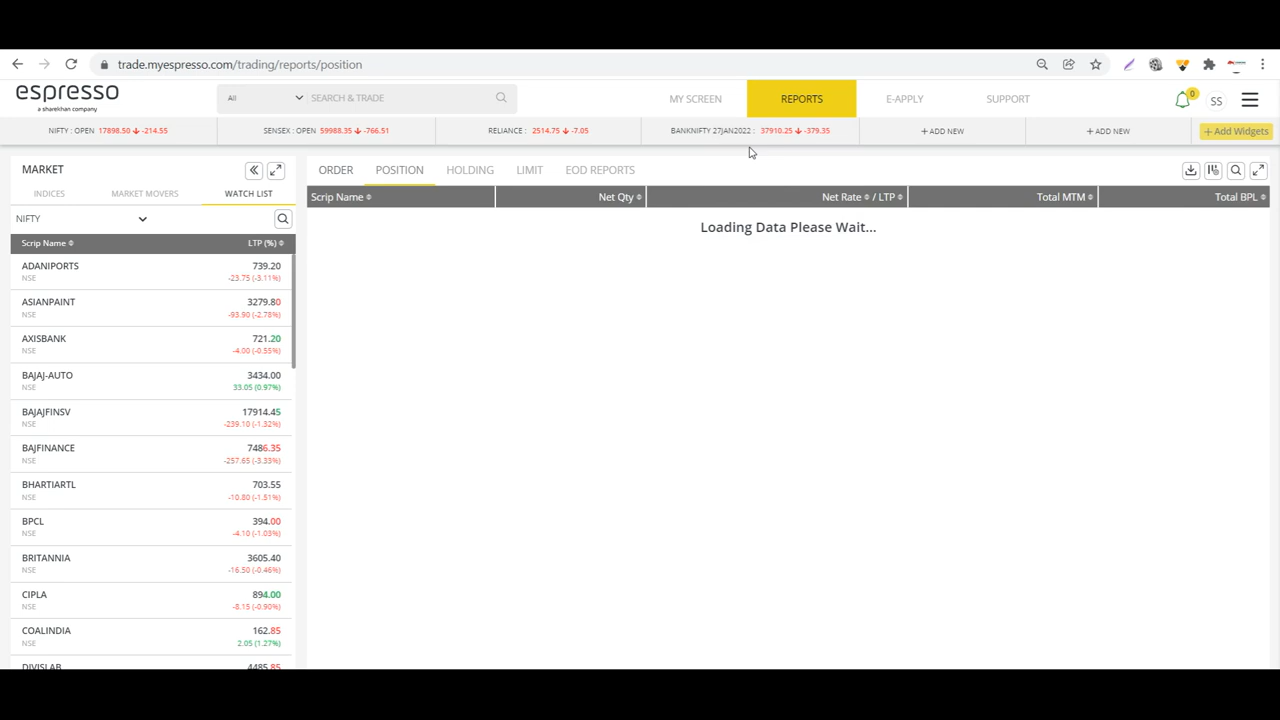 trade.myespresso.com/trading/reports/position
espresso
a sharekhan company
All
SEARCH & TRADE
MY SCREEN
REPORTS
E-APPLY
SUPPORT
0
SS
NIFTY : OPEN 17898.50 -214.55
SENSEX : OPEN 59988.35 -766.51
RELIANCE : 2514.75 -7.05
BANKNIFTY 27JAN2022 : 37910.25 -379.35
+ ADD NEW
+ ADD NEW
+ Add Widgets
MARKET
INDICES
MARKET MOVERS
WATCH LIST
NIFTY
Scrip Name
LTP (%)
ADANIPORTS 739.20
NSE -23.75 (-3.11%)
ASIANPAINT 3279.80
NSE -93.90 (-2.78%)
AXISBANK 721.20
NSE -4.00 (-0.55%)
BAJAJ-AUTO 3434.00
NSE 33.05 (0.97%)
BAJAJFINSV 17914.45
NSE -239.10 (-1.32%)
BAJFINANCE 7486.35
NSE -257.65 (-3.33%)
BHARTIARTL 703.55
NSE -10.80 (-1.51%)
BPCL 394.00
NSE -4.10 (-1.03%)
BRITANNIA 3605.40
NSE -16.50 (-0.46%)
CIPLA 894.00
NSE -8.15 (-0.90%)
COALINDIA 162.85
NSE 2.05 (1.27%)
DIVISLAB 4485.85
ORDER
POSITION
HOLDING
LIMIT
EOD REPORTS
Scrip Name
Net Qty
Net Rate / LTP
Total MTM
Total BPL
Loading Data Please Wait...